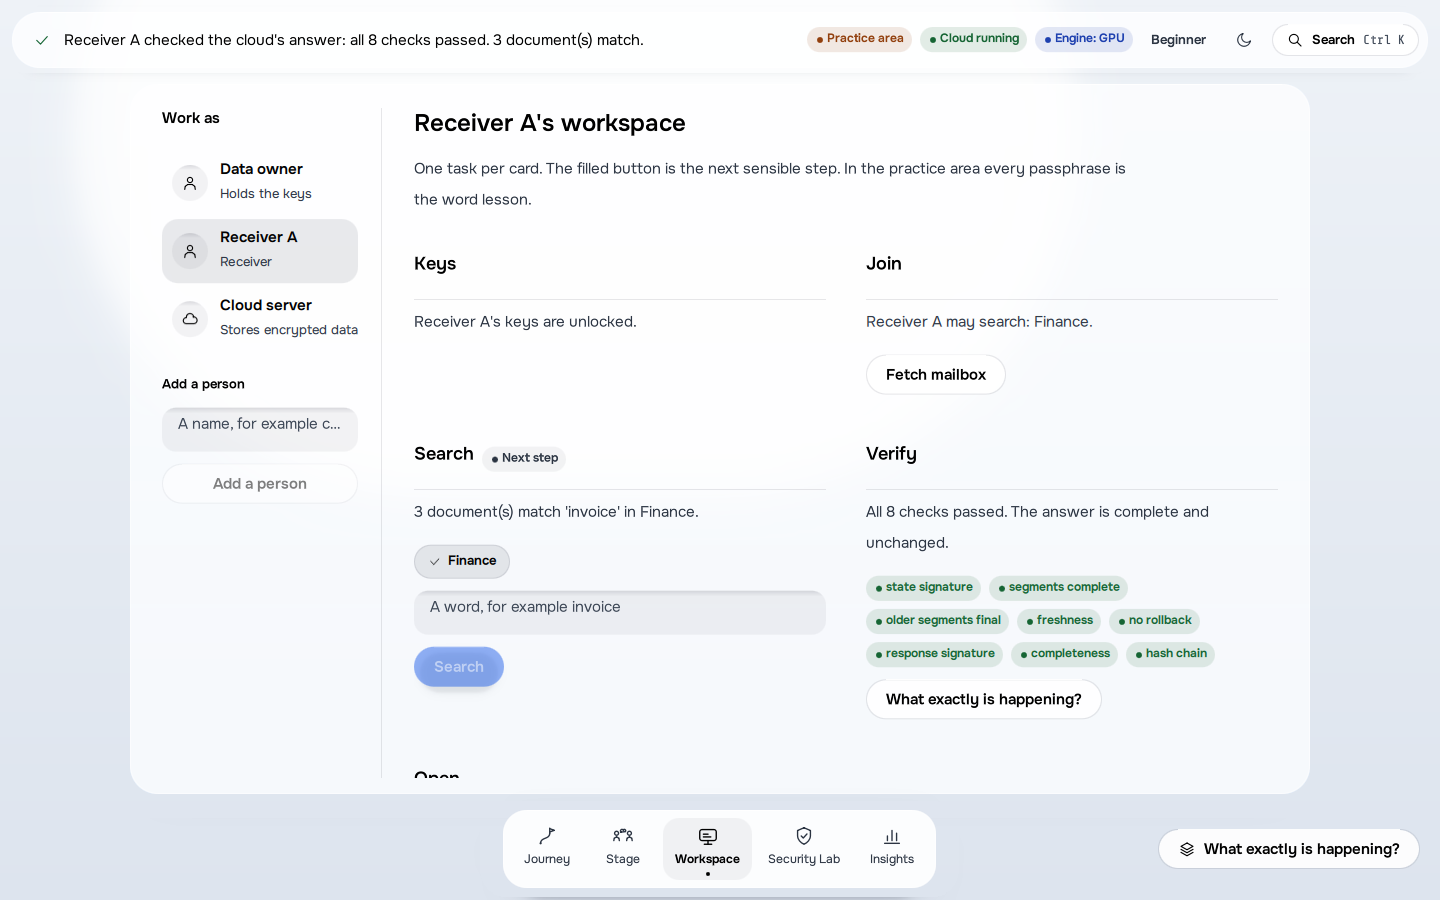 Receiver A checked the cloud's answer: all 8 checks passed. 3 document(s) match.
Practice area
Cloud running
Engine: GPU
Beginner
Search Ctrl K
Work as
Data owner
Holds the keys
Receiver A
Receiver
Cloud server
Stores encrypted data
Add a person
A name, for example c...
Add a person
Receiver A's workspace
One task per card. The filled button is the next sensible step. In the practice area every passphrase is
the word lesson.
Keys
Receiver A's keys are unlocked.
Join
Receiver A may search: Finance.
Fetch mailbox
Search
Next step
3 document(s) match 'invoice' in Finance.
Finance
A word, for example invoice
Search
Verify
All 8 checks passed. The answer is complete and
unchanged.
state signature
segments complete
older segments final
freshness
no rollback
response signature
completeness
hash chain
What exactly is happening?
Open
Journey
Stage
Workspace
Security Lab
Insights
What exactly is happening?